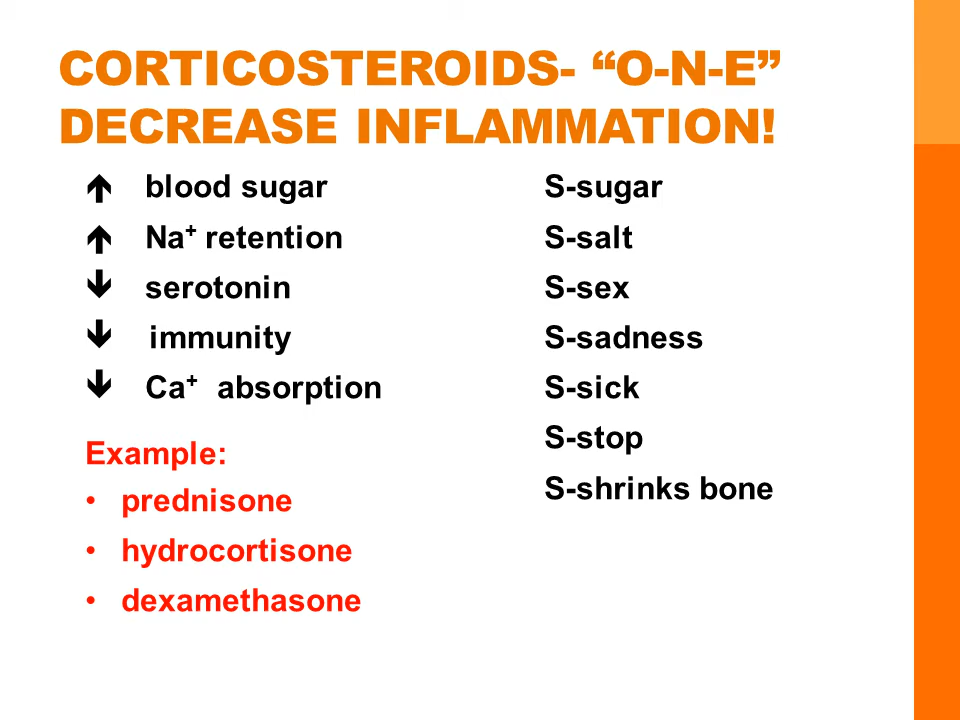 CORTICOSTEROIDS- “O-N-E”
DECREASE INFLAMMATION!
🡹 blood sugar
🡹 Na⁺ retention
🡻 serotonin
🡻 immunity
🡻 Ca⁺ absorption
Example:
• prednisone
• hydrocortisone
• dexamethasone
S-sugar
S-salt
S-sex
S-sadness
S-sick
S-stop
S-shrinks bone